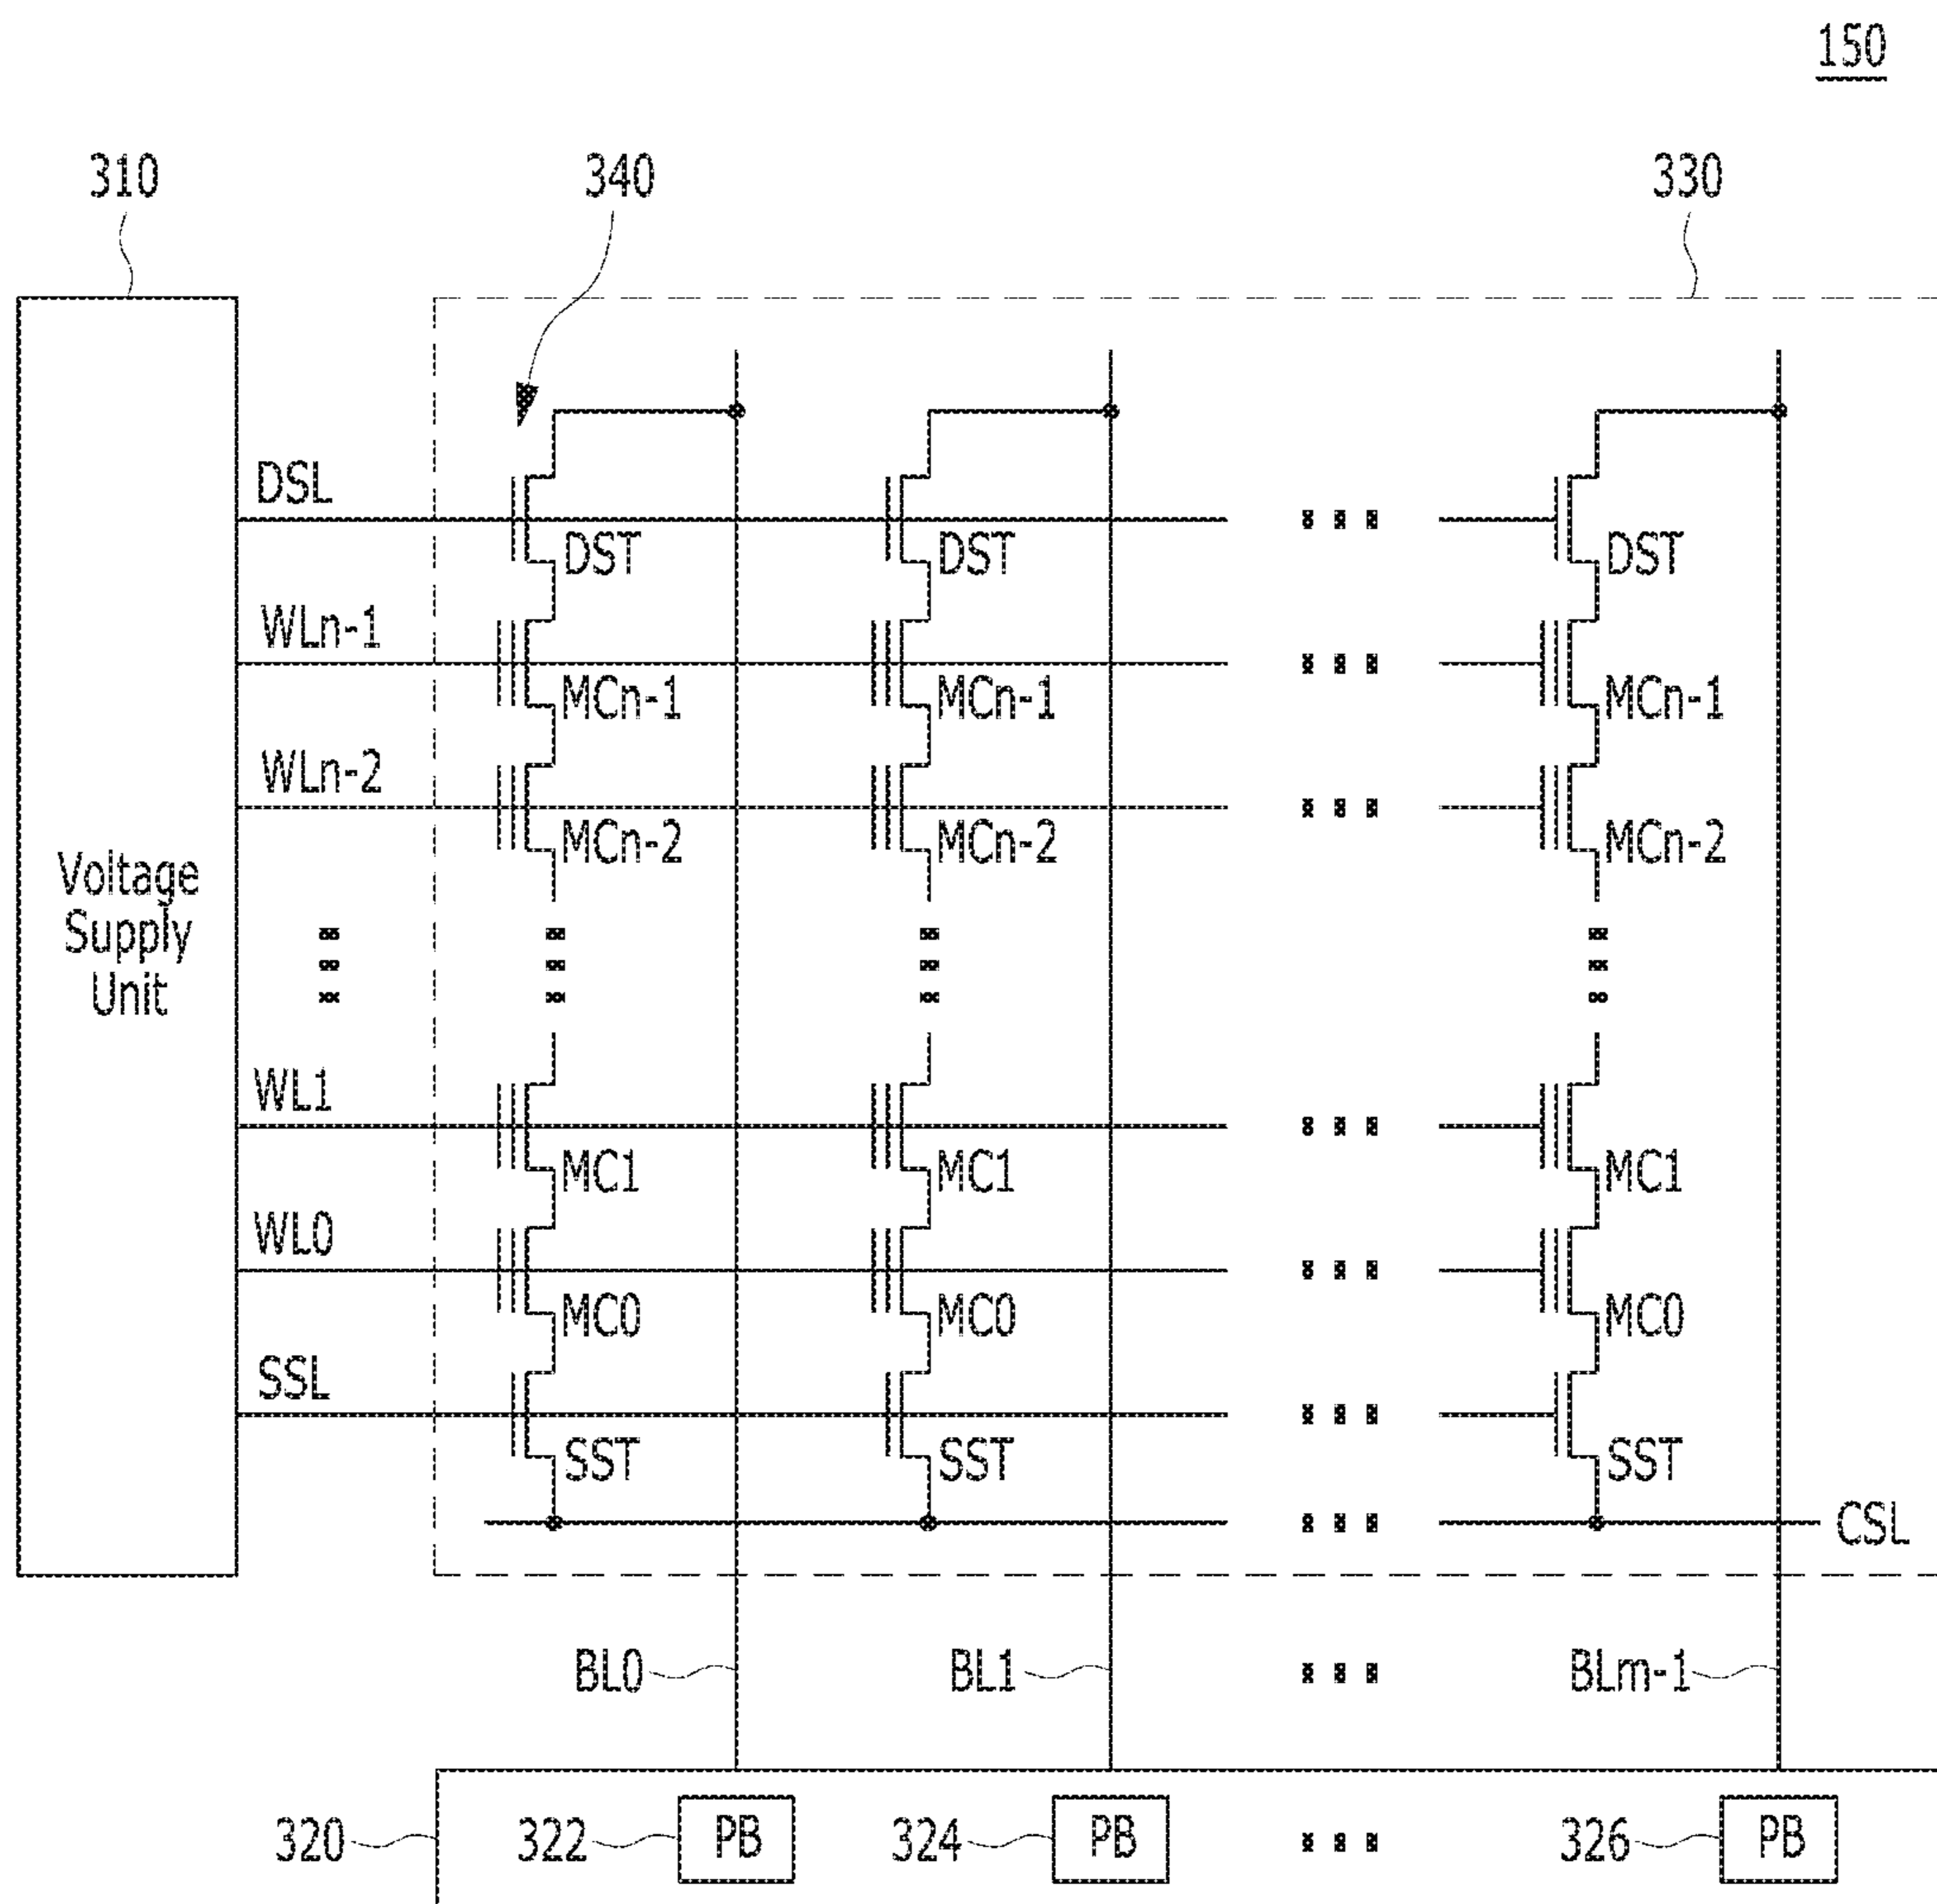 150
310 340 330
DSL
DST DST DST
WLn-1
MCn-1 MCn-1 MCn-1
WLn-2
MCn-2 MCn-2 MCn-2
Voltage
Supply
Unit
WL1
MC1 MC1 MC1
WL0
MC0 MC0 MC0
SSL
SST SST SST
CSL
BL0 BL1 BLm-1
320 322 PB 324 PB 326 PB